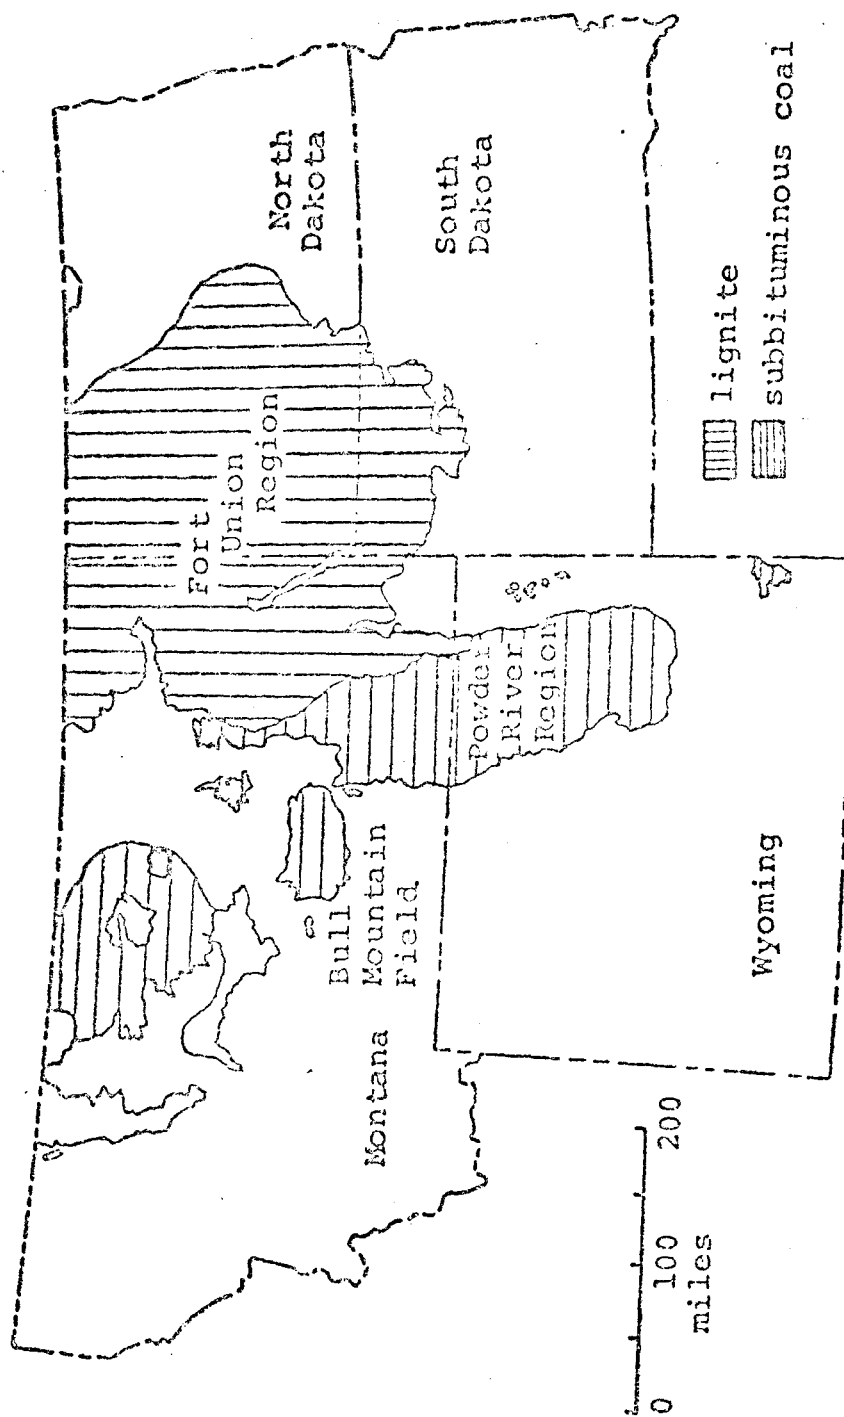 North
Dakota
South
Dakota
Fort
Union
Region
Powder
River
Region
Bull
Mountain
Field
Montana
Wyoming
lignite
subbituminous coal
0 100 200
miles